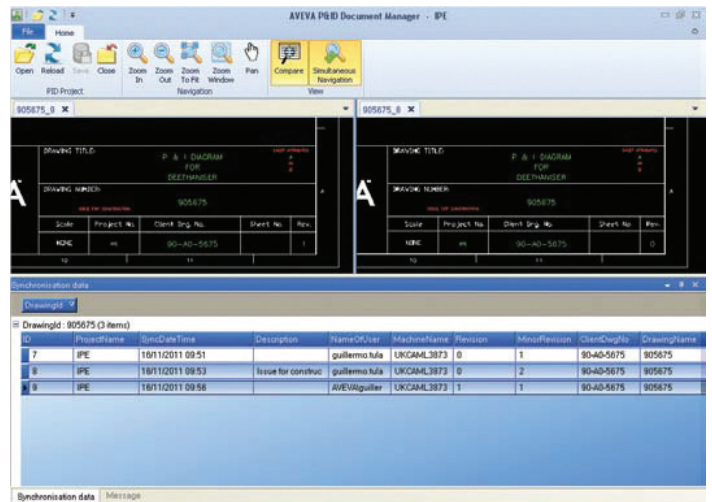 AVEVA P&ID Document Manager - IPE
File Home
Open Reload Save Close Zoom In Zoom Out Zoom To Fit Zoom Window Pan Compare Simultaneous Navigation
PID Project Navigation View
905675_9 905675_8
DRAWING TITLE: DRAWING TITLE:
P & I DIAGRAM P & I DIAGRAM
FOR FOR
DEETHANISER DEETHANISER
DRAWING NUMBER: DRAWING NUMBER:
905675 905675
Scale Project No. Client Drg. No. Sheet No. Rev. Scale Project No. Client Drg. No. Sheet No. Rev.
NONE 90-A0-5675 1 NONE 90-A0-5675 0
10 11 10 11
Synchronisation data
DrawingId
DrawingId : 905675 (3 items)
ID ProjectName SyncDateTime Description NameOfUser MachineName Revision MinorRevision ClientDwgNo DrawingName
7 IPE 16/11/2011 09:51 guillermo.tula UKCAML3873 0 1 90-A0-5675 905675
8 IPE 16/11/2011 09:53 Issue for construc guillermo.tula UKCAML3873 0 2 90-A0-5675 905675
9 IPE 16/11/2011 09:56 AVEVA\guiller UKCAML3873 1 1 90-A0-5675 905675
Synchronisation data Message